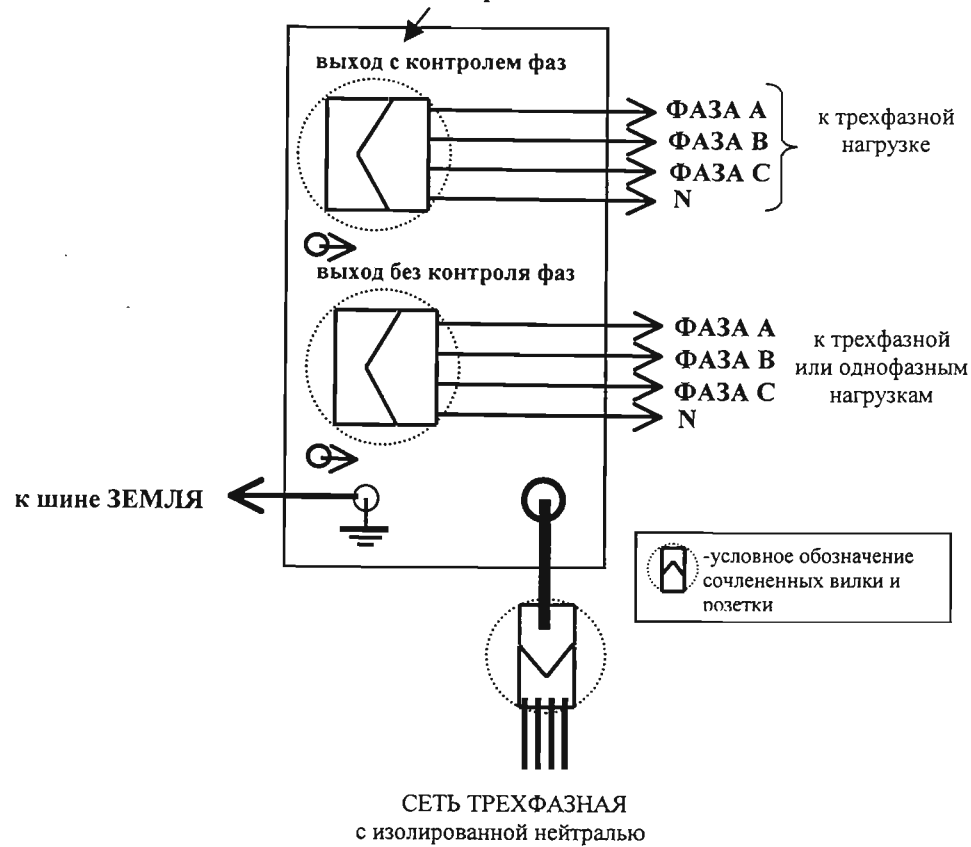 выход с контролем фаз
ФАЗА А
ФАЗА В
ФАЗА С
N
к трехфазной
нагрузке
выход без контроля фаз
ФАЗА А
ФАЗА В
ФАЗА С
N
к трехфазной
или однофазным
нагрузкам
к шине ЗЕМЛЯ
-условное обозначение
сочлененных вилки и
розетки
СЕТЬ ТРЕХФАЗНАЯ
с изолированной нейтралью